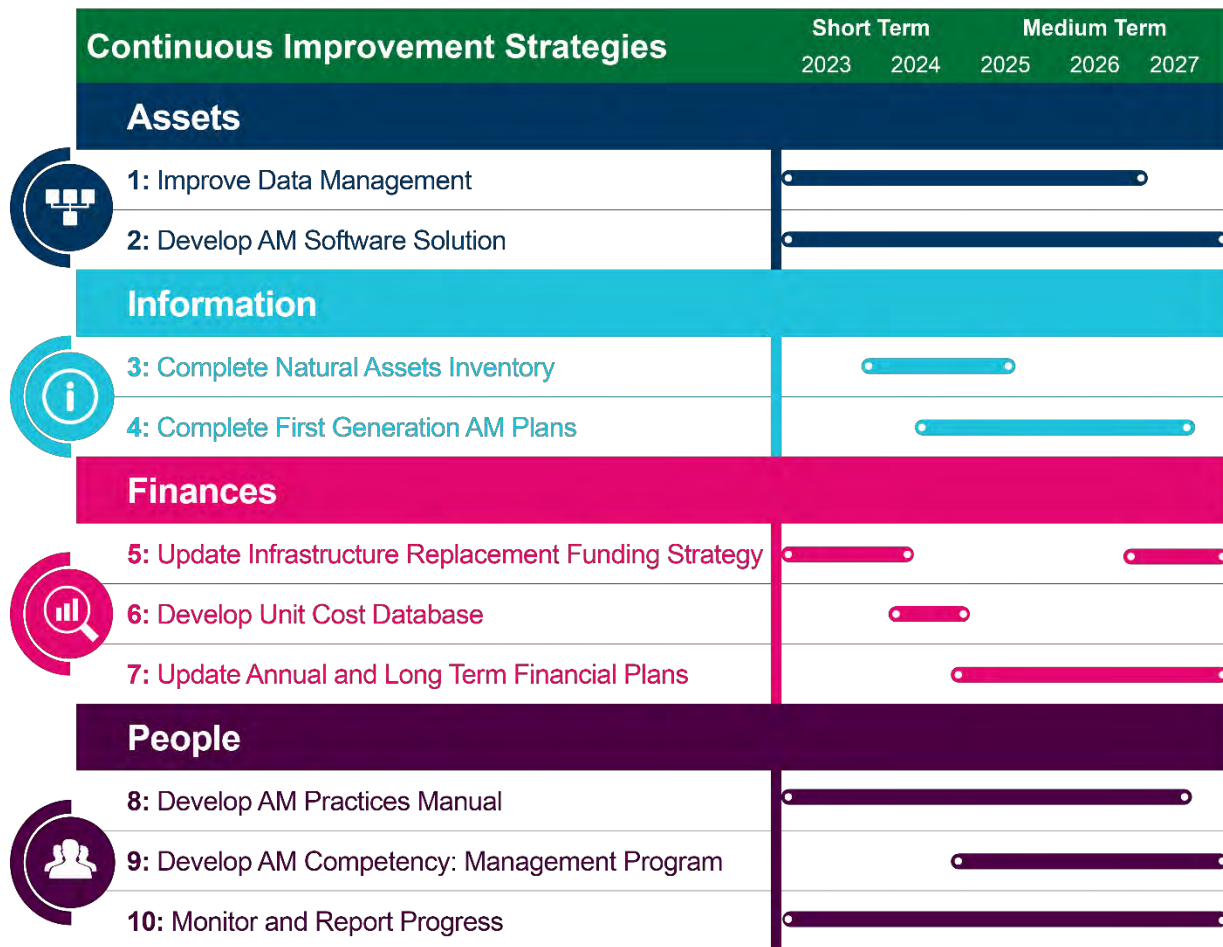 Continuous Improvement Strategies
Short Term Medium Term
2023 2024 2025 2026 2027
Assets
1: Improve Data Management
2: Develop AM Software Solution
Information
3: Complete Natural Assets Inventory
4: Complete First Generation AM Plans
Finances
5: Update Infrastructure Replacement Funding Strategy
6: Develop Unit Cost Database
7: Update Annual and Long Term Financial Plans
People
8: Develop AM Practices Manual
9: Develop AM Competency: Management Program
10: Monitor and Report Progress